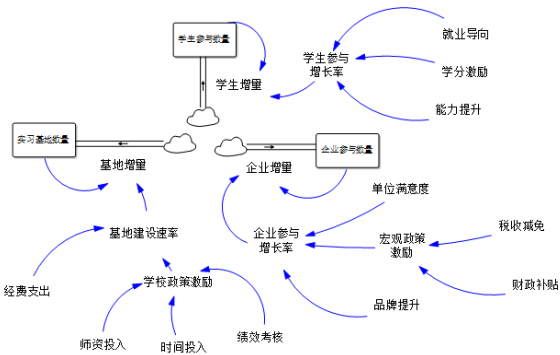 学生参与数量
就业导向
学生参与
增长率
学分激励
学生增量
能力提升
实习基地数量
企业参与数量
基地增量
企业增量
单位满意度
基地建设速率
企业参与
增长率
宏观政策
激励
税收减免
经费支出
学校政策激励
财政补贴
品牌提升
师资投入
时间投入
绩效考核